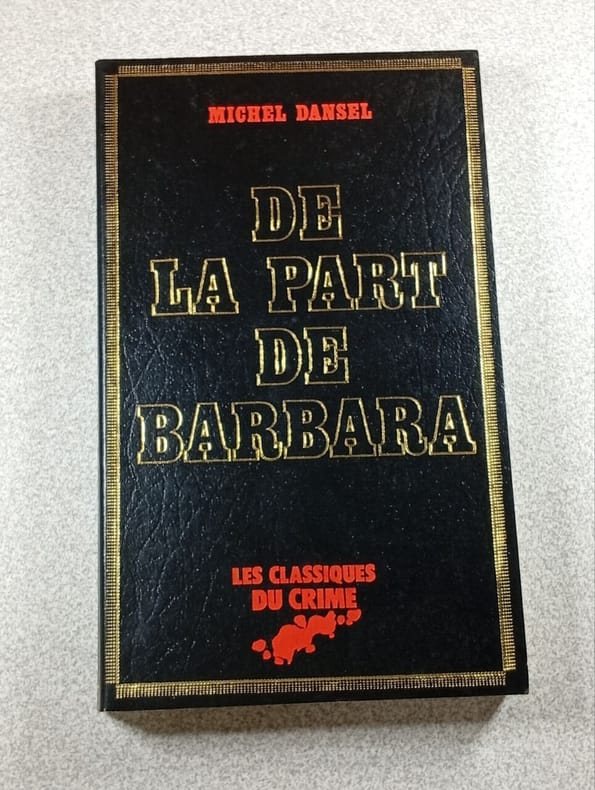 MICHEL DANSEL
DE
LA PART
DE
BARBARA
LES CLASSIQUES
DU CRIME